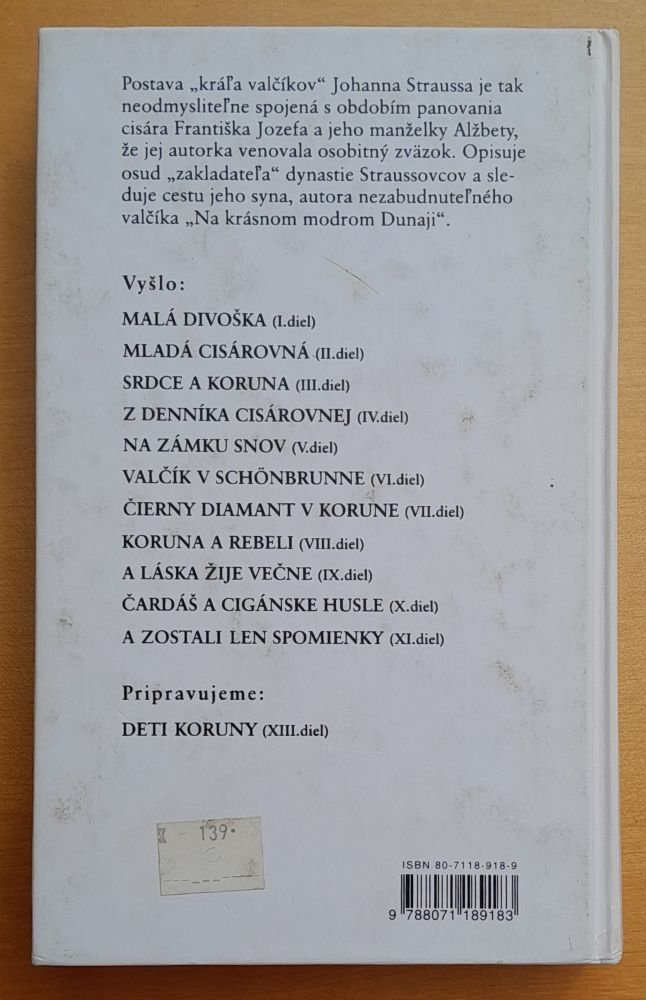 Postava „kráľa valčíkov“ Johanna Straussa je tak
neodmysliteľne spojená s obdobím panovania
cisára Františka Jozefa a jeho manželky Alžbety,
že jej autorka venovala osobitný zväzok. Opisuje
osud „zakladateľa“ dynastie Straussovcov a sle-
duje cestu jeho syna, autora nezabudnuteľného
valčíka „Na krásnom modrom Dunaji“.
Vyšlo:
MALÁ DIVOŠKA (I.diel)
MLADÁ CISÁROVNÁ (II.diel)
SRDCE A KORUNA (III.diel)
Z DENNÍKA CISÁROVNEJ (IV.diel)
NA ZÁMKU SNOV (V.diel)
VALČÍK V SCHÖNBRUNNE (VI.diel)
ČIERNY DIAMANT V KORUNE (VII.diel)
KORUNA A REBELI (VIII.diel)
A LÁSKA ŽIJE VEČNE (IX.diel)
ČARDÁŠ A CIGÁNSKE HUSLE (X.diel)
A ZOSTALI LEN SPOMIENKY (XI.diel)
Pripravujeme:
DETI KORUNY (XIII.diel)
139
ISBN 80-7118-918-9
9 788071 189183